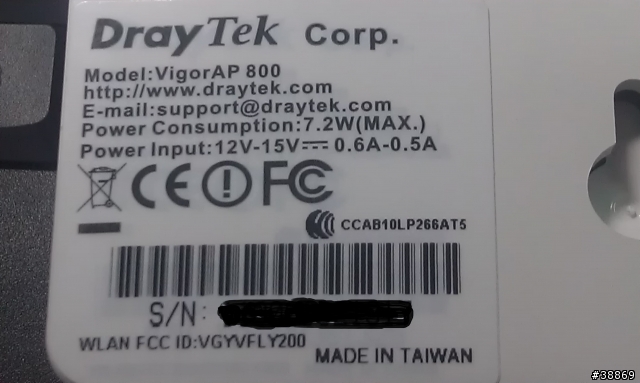 DrayTek Corp.
Model:VigorAP 800
http://www.draytek.com
E-mail:support@draytek.com
Power Consumption:7.2W(MAX.)
Power Input:12V-15V⎓ 0.6A-0.5A
CE FC
CCAB10LP266AT5
S/N:
WLAN FCC ID:VGYVFLY200
MADE IN TAIWAN
#38869